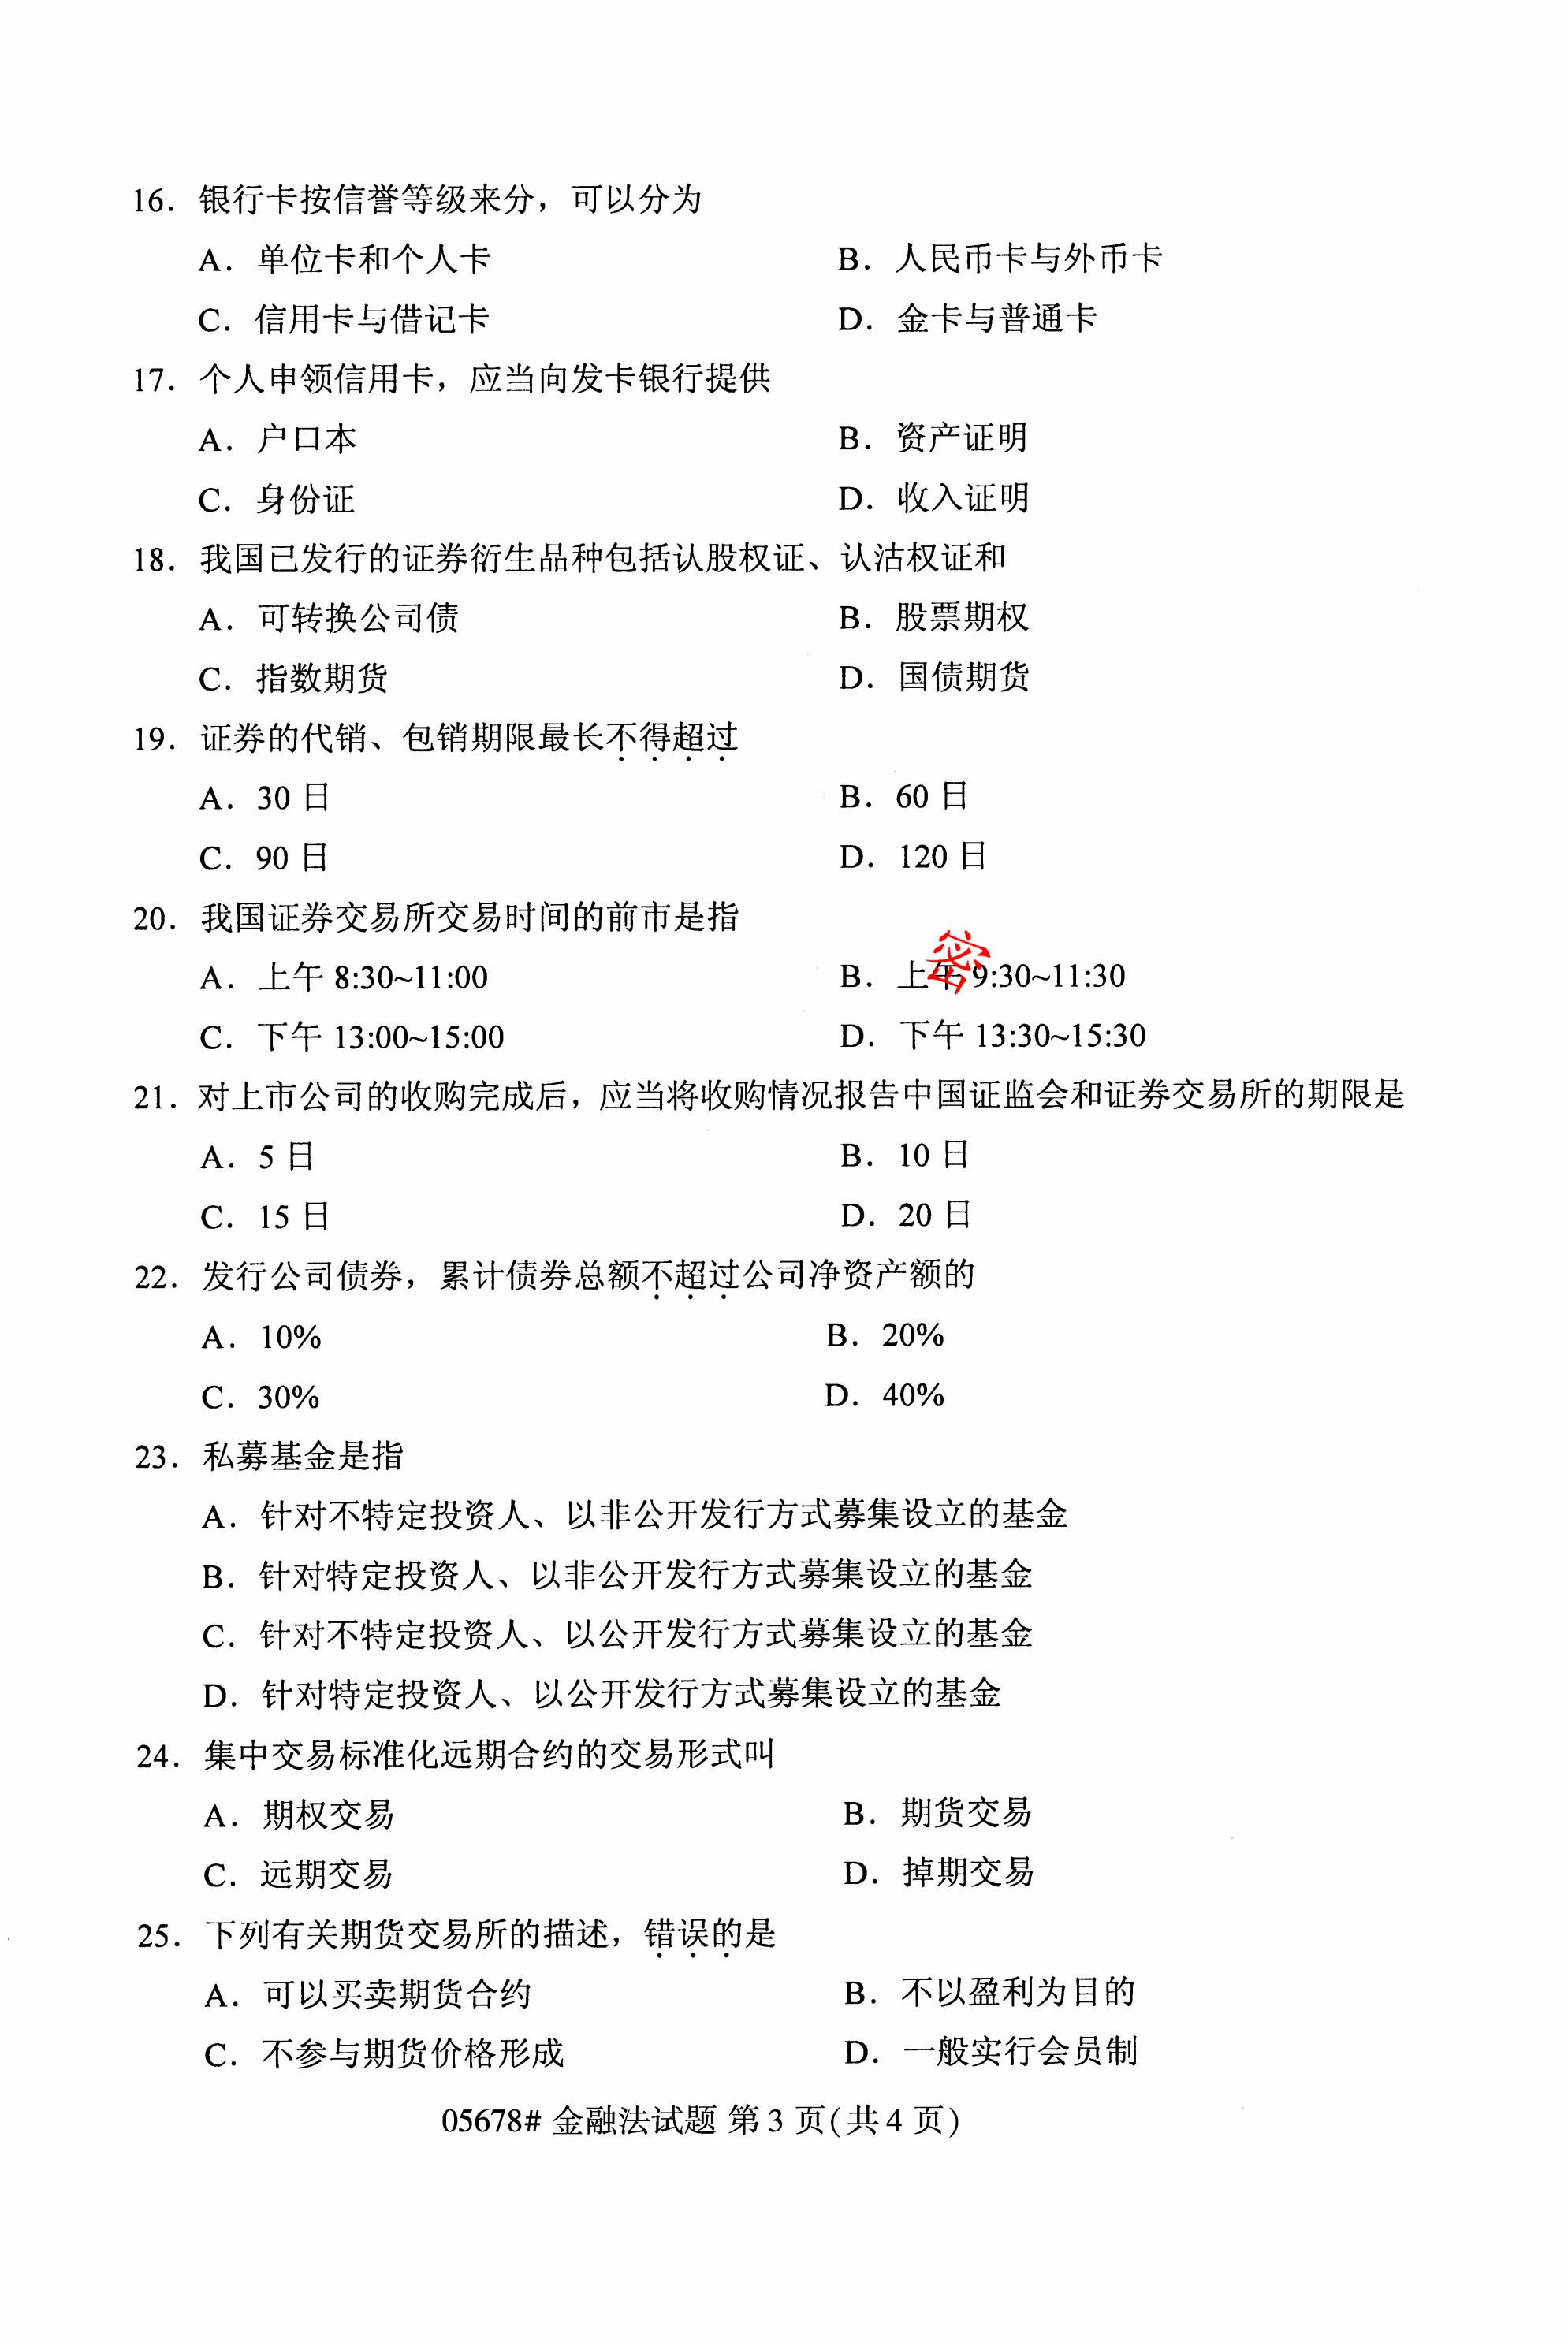 16. 银行卡按信誉等级来分，可以分为
A. 单位卡和个人卡 B. 人民币卡与外币卡
C. 信用卡与借记卡 D. 金卡与普通卡
17. 个人申领信用卡，应当向发卡银行提供
A. 户口本 B. 资产证明
C. 身份证 D. 收入证明
18. 我国已发行的证券衍生品种包括认股权证、认沽权证和
A. 可转换公司债 B. 股票期权
C. 指数期货 D. 国债期货
19. 证券的代销、包销期限最长不得超过
A. 30 日 B. 60 日
C. 90 日 D. 120 日
20. 我国证券交易所交易时间的前市是指
密
A. 上午 8:30~11:00 B. 上午 9:30~11:30
C. 下午 13:00~15:00 D. 下午 13:30~15:30
21. 对上市公司的收购完成后，应当将收购情况报告中国证监会和证券交易所的期限是
A. 5 日 B. 10 日
C. 15 日 D. 20 日
22. 发行公司债券，累计债券总额不超过公司净资产额的
A. 10% B. 20%
C. 30% D. 40%
23. 私募基金是指
A. 针对不特定投资人、以非公开发行方式募集设立的基金
B. 针对特定投资人、以非公开发行方式募集设立的基金
C. 针对不特定投资人、以公开发行方式募集设立的基金
D. 针对特定投资人、以公开发行方式募集设立的基金
24. 集中交易标准化远期合约的交易形式叫
A. 期权交易 B. 期货交易
C. 远期交易 D. 掉期交易
25. 下列有关期货交易所的描述，错误的是
A. 可以买卖期货合约 B. 不以盈利为目的
C. 不参与期货价格形成 D. 一般实行会员制
05678# 金融法试题 第 3 页(共 4 页)